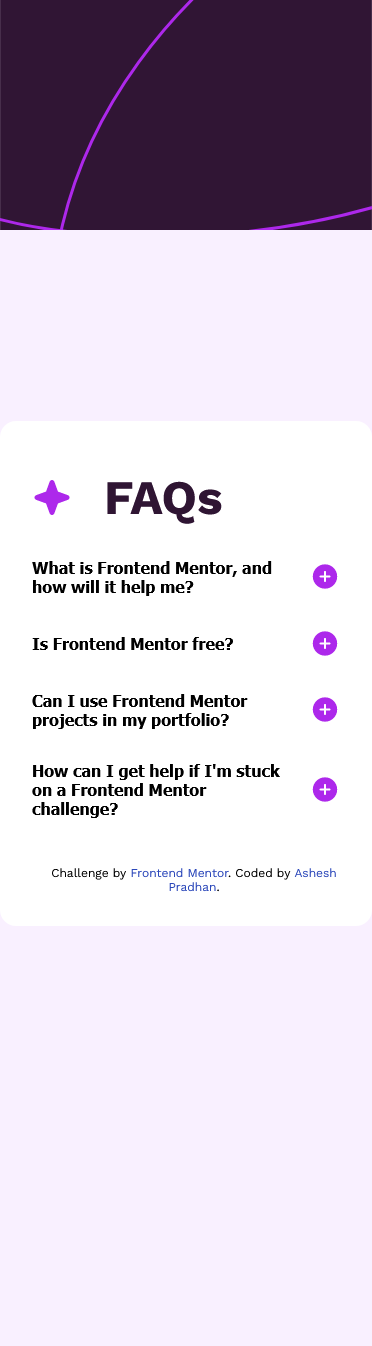 FAQs
What is Frontend Mentor, and
how will it help me?
Is Frontend Mentor free?
Can I use Frontend Mentor
projects in my portfolio?
How can I get help if I'm stuck
on a Frontend Mentor
challenge?
Challenge by Frontend Mentor. Coded by Ashesh
Pradhan.